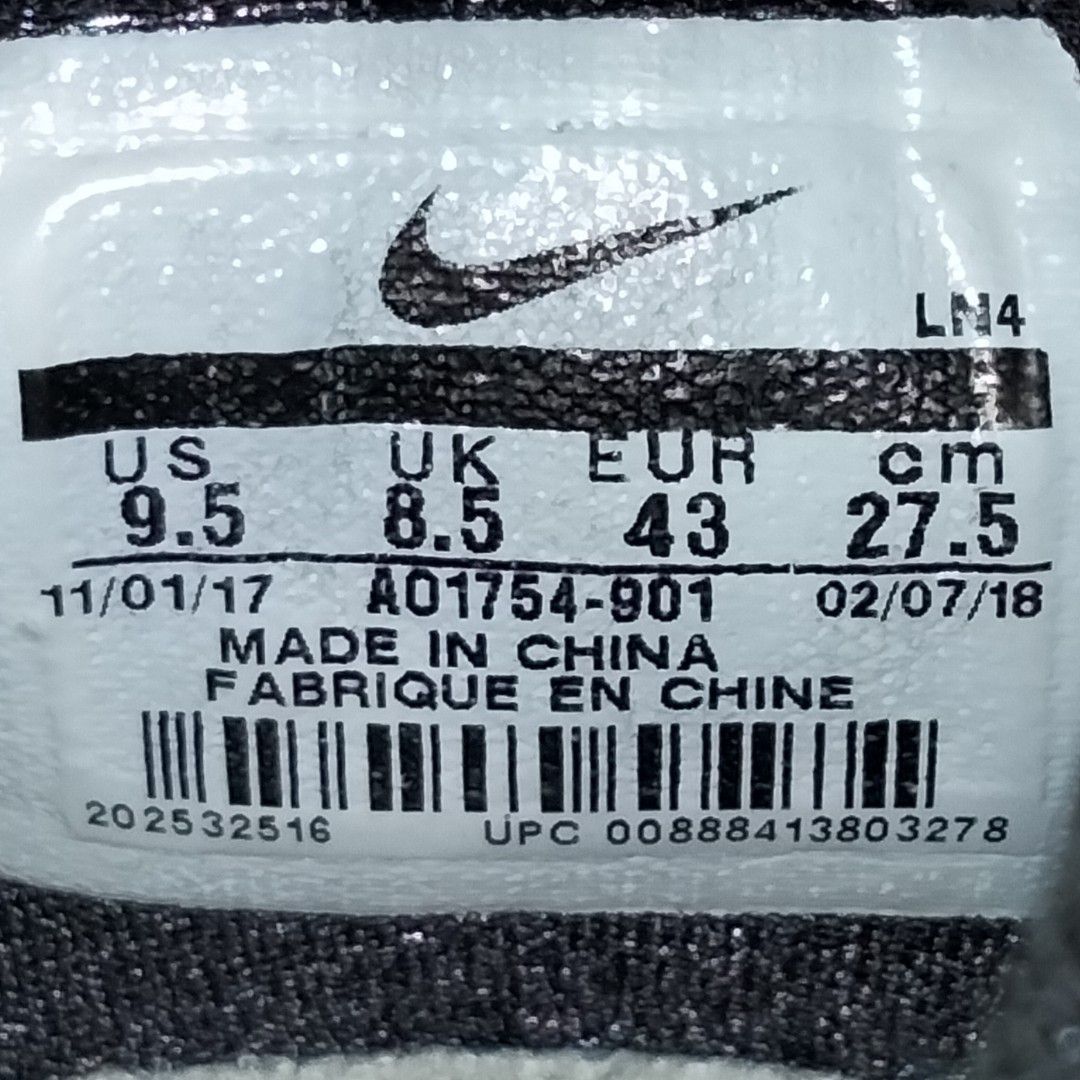 LN4
US UK EUR cm
9.5 8.5 43 27.5
11/01/17 AO1754-901 02/07/18
MADE IN CHINA
FABRIQUE EN CHINE
202532516 UPC 00888413803278